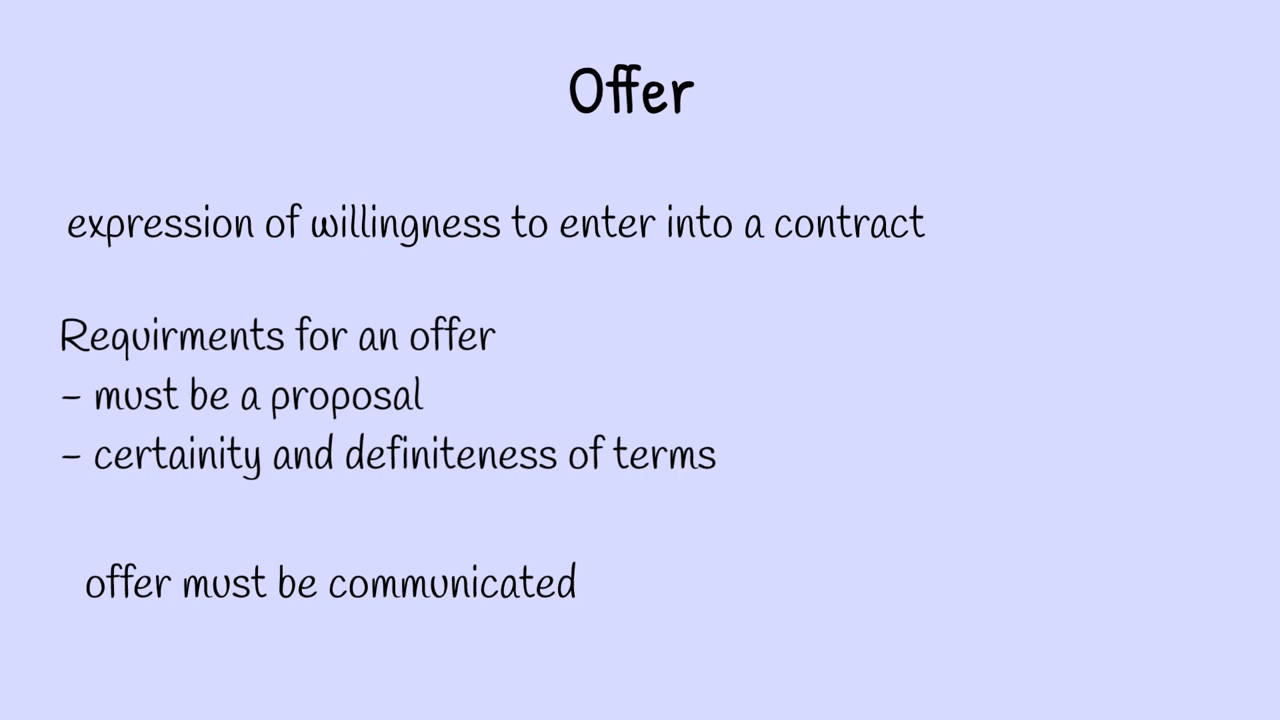 Offer
expression of willingness to enter into a contract
Requirments for an offer
- must be a proposal
- certainity and definiteness of terms
offer must be communicated